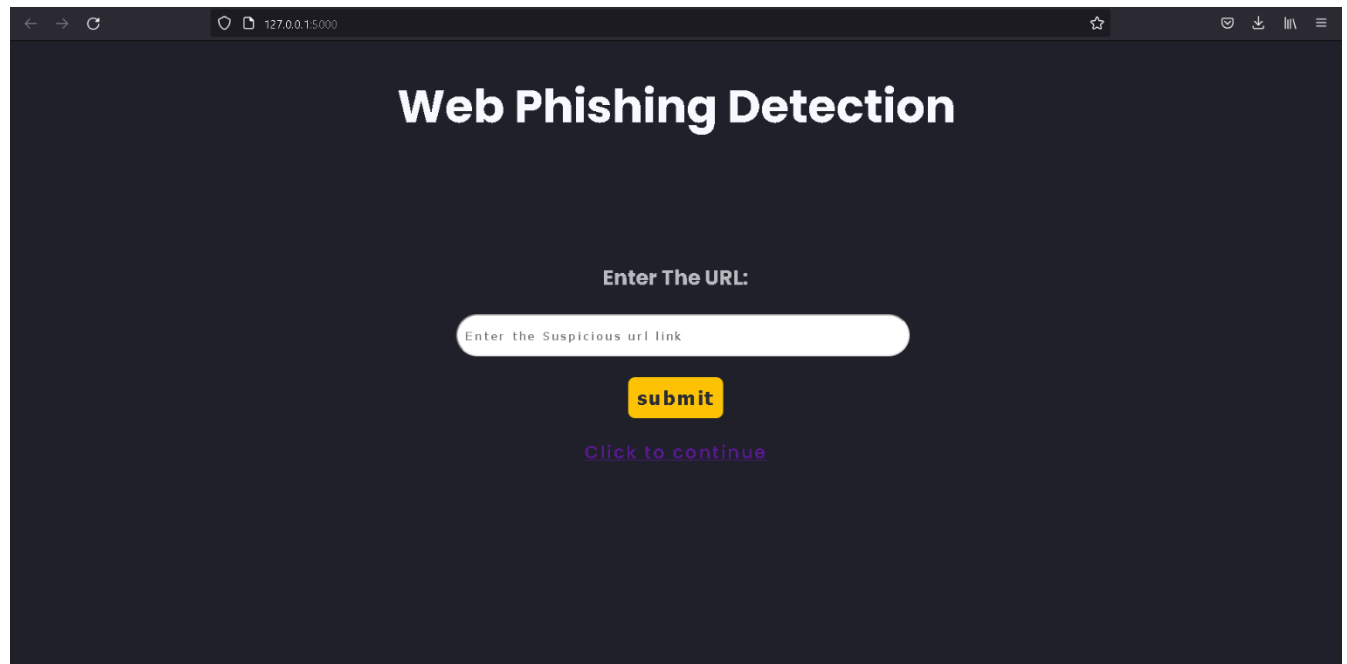 127.0.0.1:5000
Web Phishing Detection
Enter The URL:
Enter the Suspicious url link
submit
Click to continue